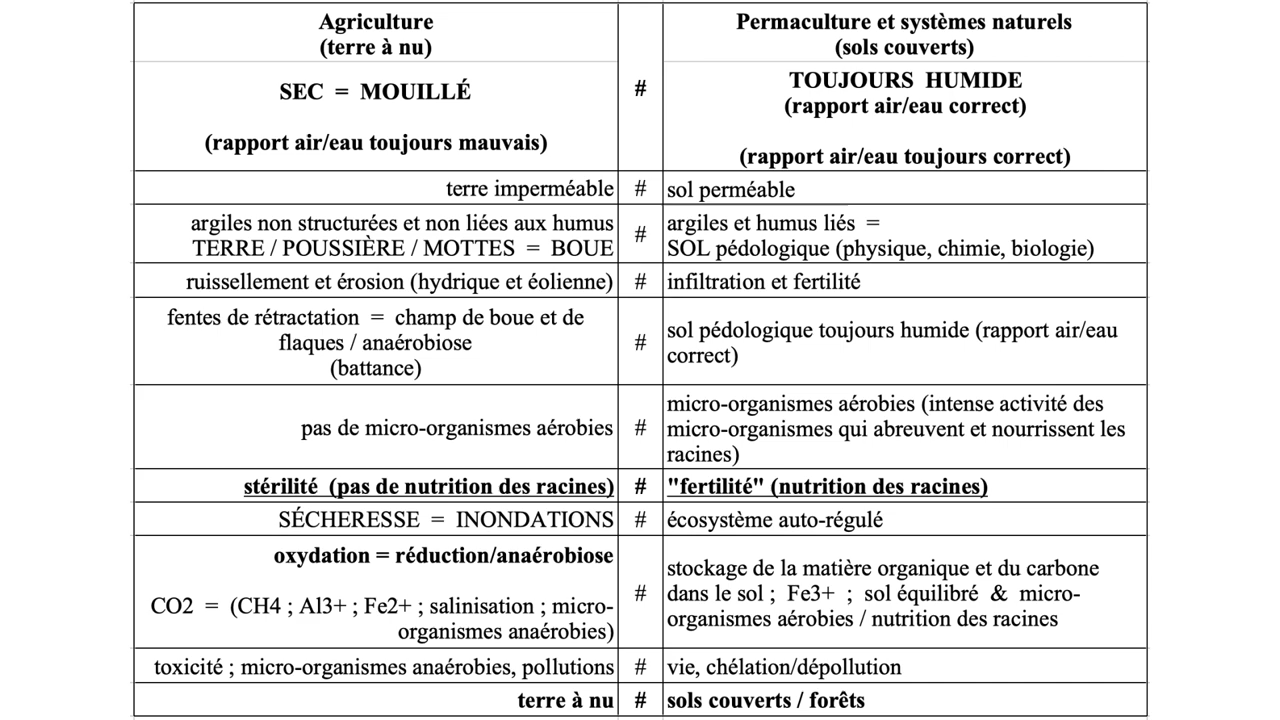 Agriculture
(terre à nu)
Permaculture et systèmes naturels
(sols couverts)
SEC = MOUILLÉ
(rapport air/eau toujours mauvais)
#
TOUJOURS HUMIDE
(rapport air/eau correct)
(rapport air/eau toujours correct)
terre imperméable # sol perméable
argiles non structurées et non liées aux humus
TERRE / POUSSIÈRE / MOTTES = BOUE
#
argiles et humus liés =
SOL pédologique (physique, chimie, biologie)
ruissellement et érosion (hydrique et éolienne) # infiltration et fertilité
fentes de rétractation = champ de boue et de
flaques / anaérobiose
(battance)
#
sol pédologique toujours humide (rapport air/eau
correct)
pas de micro-organismes aérobies
#
micro-organismes aérobies (intense activité des
micro-organismes qui abreuvent et nourrissent les
racines)
stérilité (pas de nutrition des racines) # "fertilité" (nutrition des racines)
SÉCHERESSE = INONDATIONS # écosystème auto-régulé
oxydation = réduction/anaérobiose
CO2 = (CH4 ; Al3+ ; Fe2+ ; salinisation ; micro-
organismes anaérobies)
#
stockage de la matière organique et du carbone
dans le sol ; Fe3+ ; sol équilibré & micro-
organismes aérobies / nutrition des racines
toxicité ; micro-organismes anaérobies, pollutions # vie, chélation/dépollution
terre à nu # sols couverts / forêts